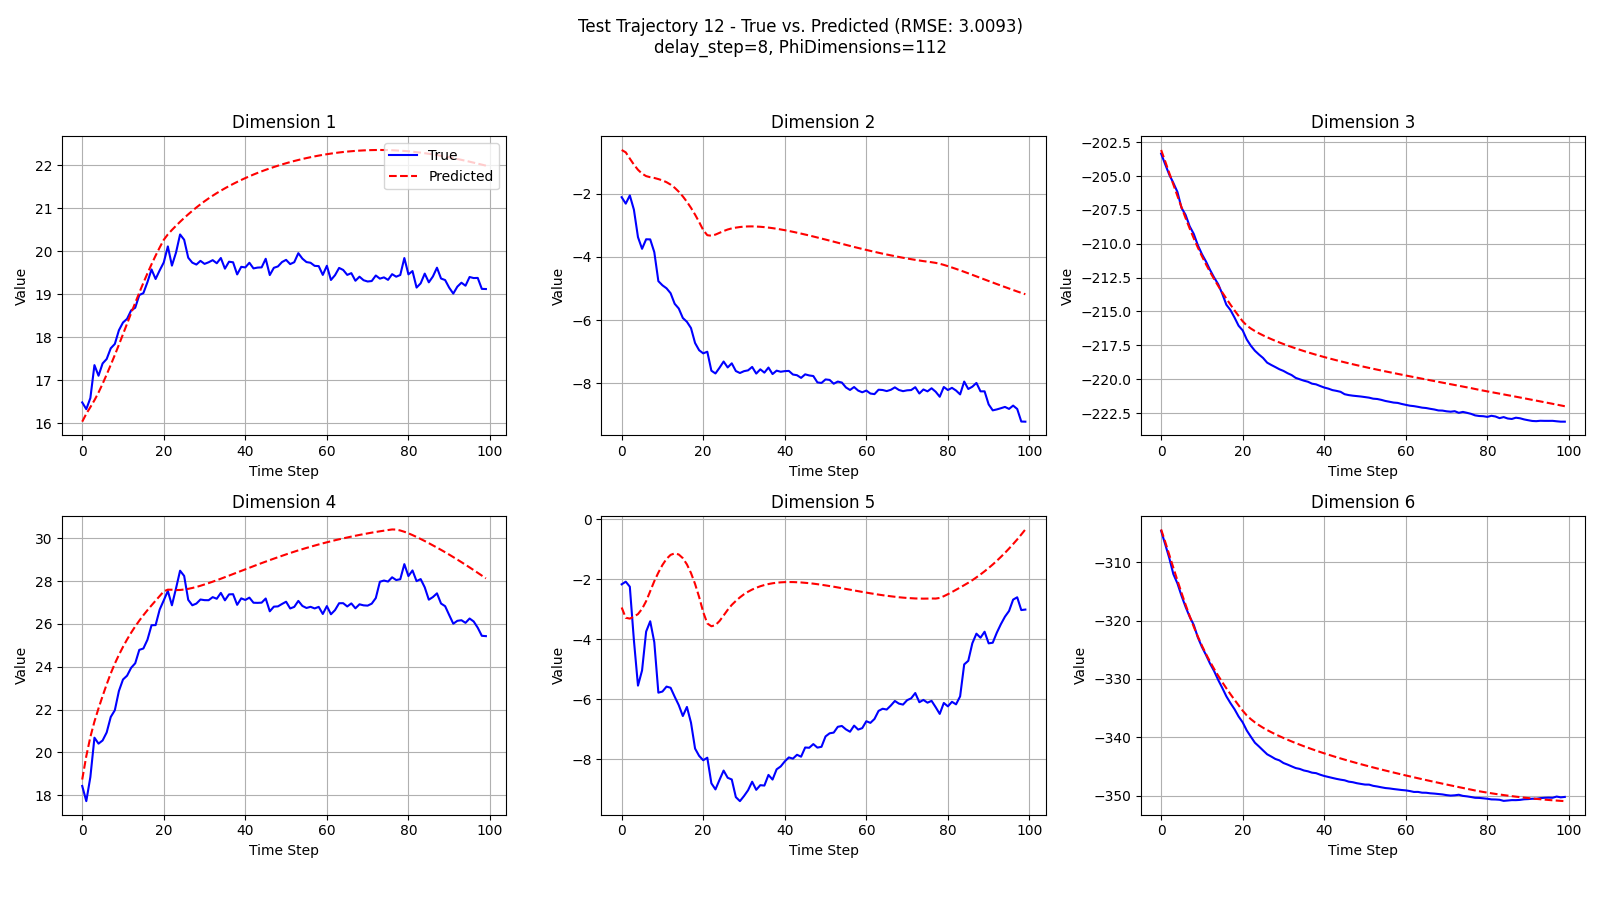 Test Trajectory 12 - True vs. Predicted (RMSE: 3.0093)
delay_step=8, PhiDimensions=112
Dimension 1
22
21
20
19
18
17
16
Value
0 20 40 60 80 100
Time Step
True
Predicted
Dimension 2
−2
−4
−6
−8
Value
0 20 40 60 80 100
Time Step
Dimension 3
−202.5
−205.0
−207.5
−210.0
−212.5
−215.0
−217.5
−220.0
−222.5
Value
0 20 40 60 80 100
Time Step
Dimension 4
30
28
26
24
22
20
18
Value
0 20 40 60 80 100
Time Step
Dimension 5
0
−2
−4
−6
−8
Value
0 20 40 60 80 100
Time Step
Dimension 6
−310
−320
−330
−340
−350
Value
0 20 40 60 80 100
Time Step